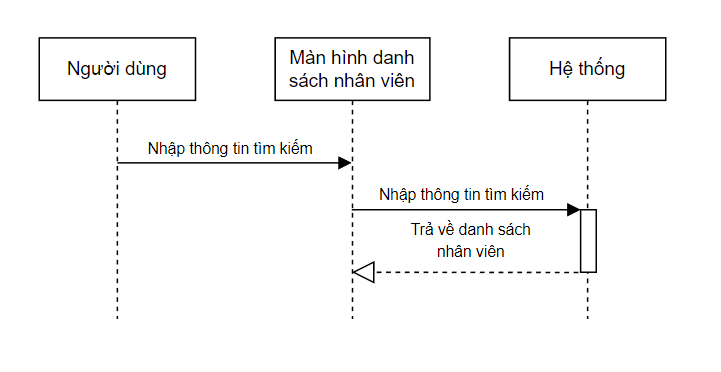 Người dùng
Màn hình danh
sách nhân viên
Hệ thống
Nhập thông tin tìm kiếm
Nhập thông tin tìm kiếm
Trả về danh sách
nhân viên